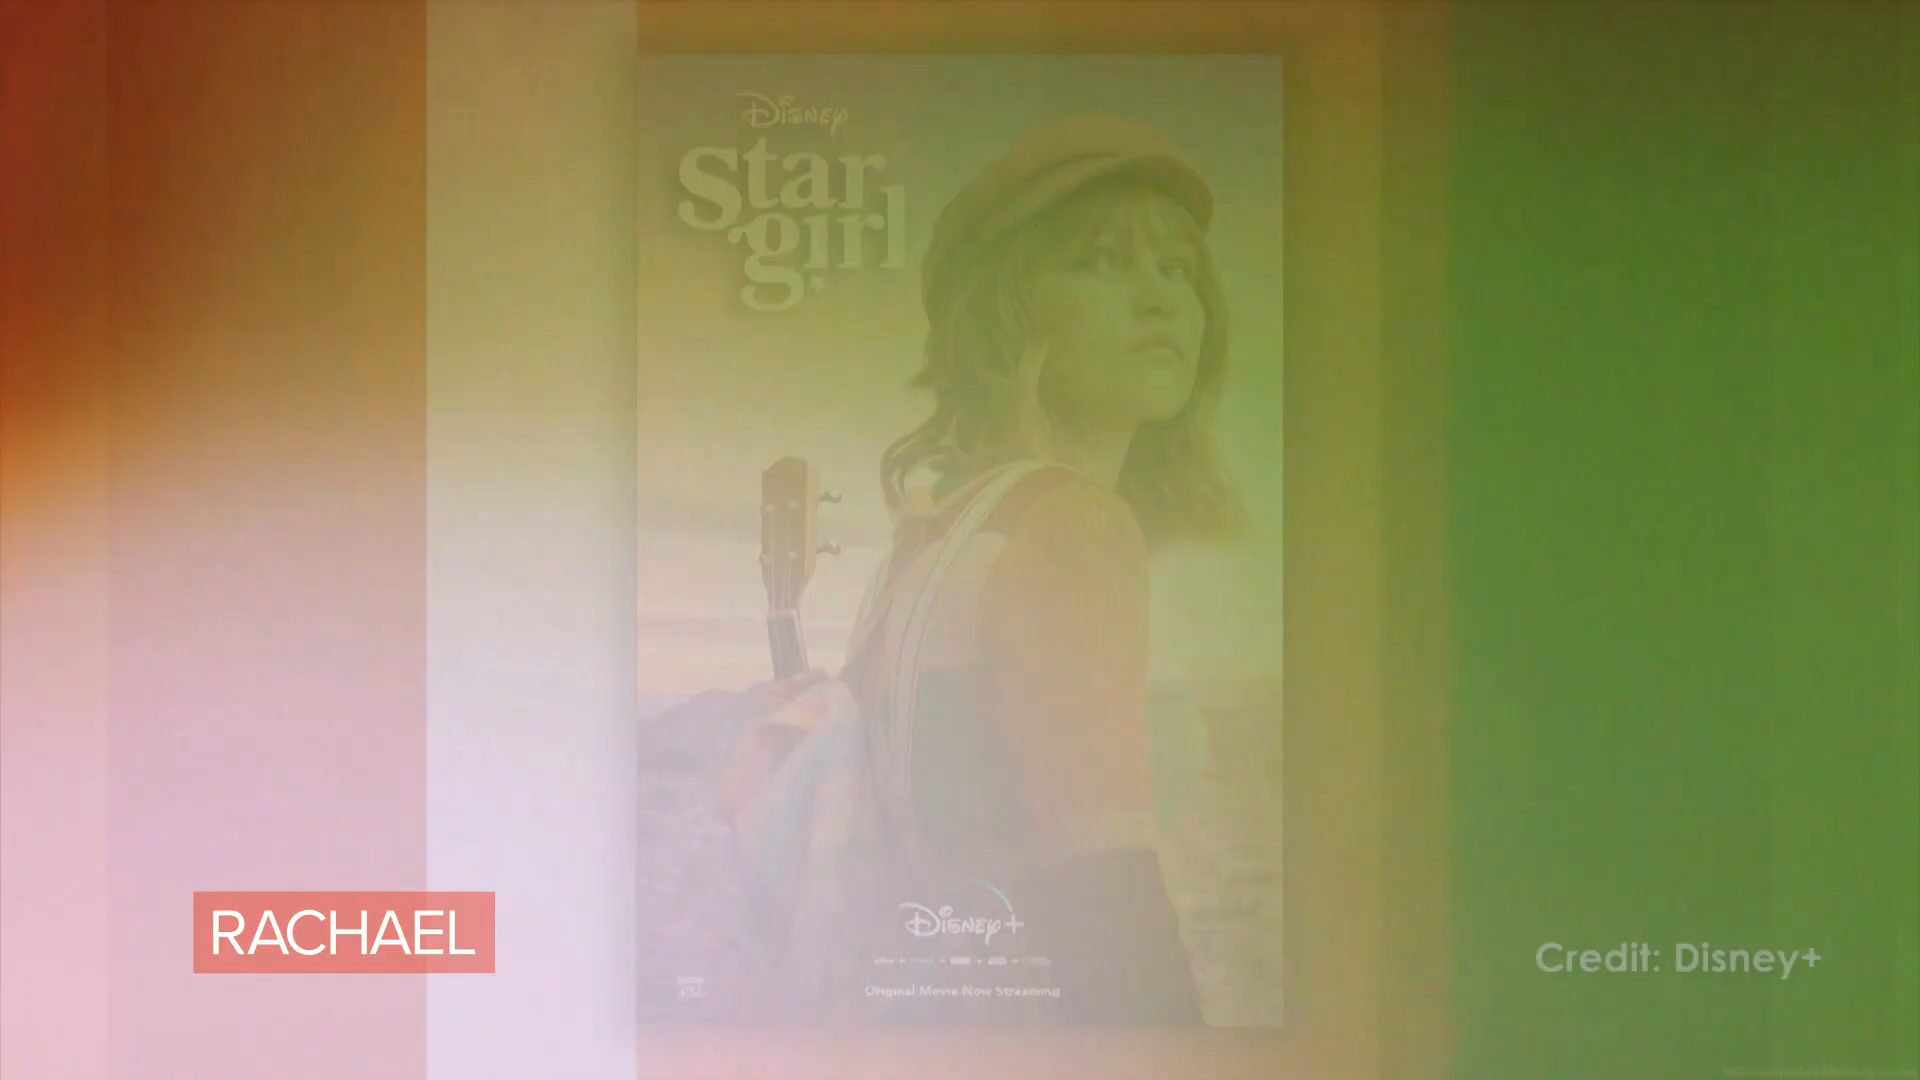 Disney
Star
girl
Disney+
Original Movie Now Streaming
RACHAEL
Credit: Disney+